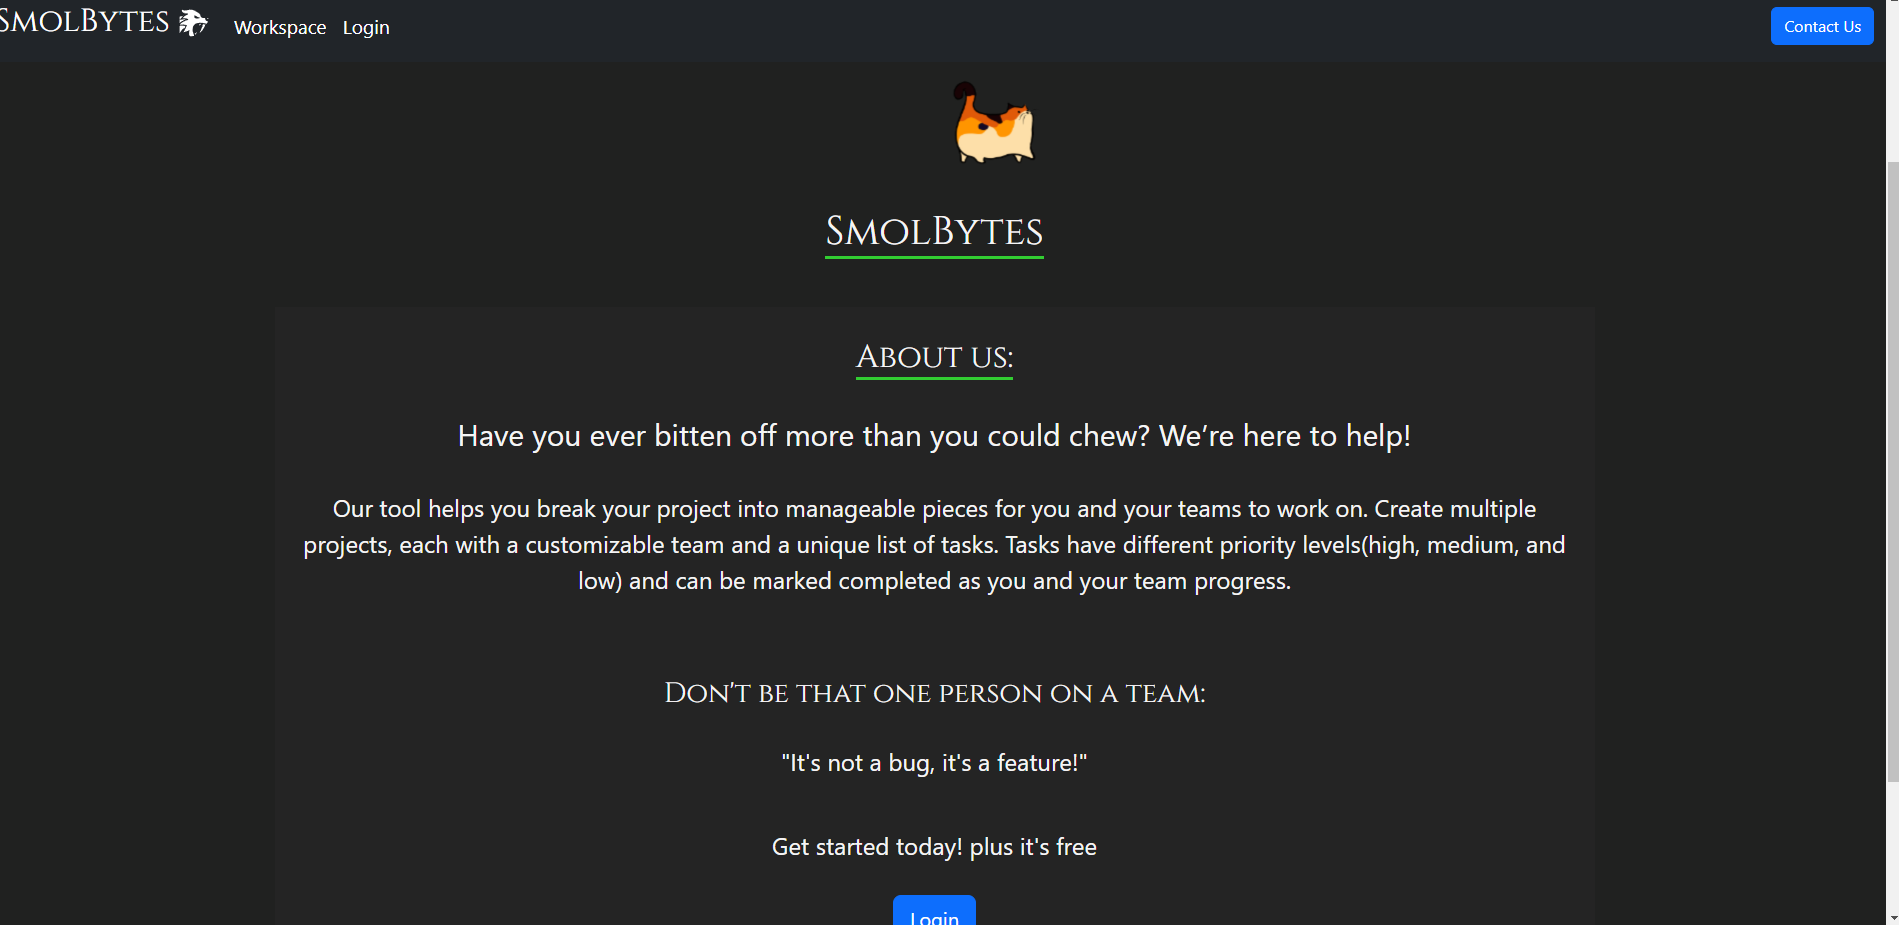 SmolBytes
Workspace
Login
Contact Us
SmolBytes
About us:
Have you ever bitten off more than you could chew? We’re here to help!
Our tool helps you break your project into manageable pieces for you and your teams to work on. Create multiple
projects, each with a customizable team and a unique list of tasks. Tasks have different priority levels(high, medium, and
low) and can be marked completed as you and your team progress.
Don't be that one person on a team:
"It's not a bug, it's a feature!"
Get started today! plus it's free
Login